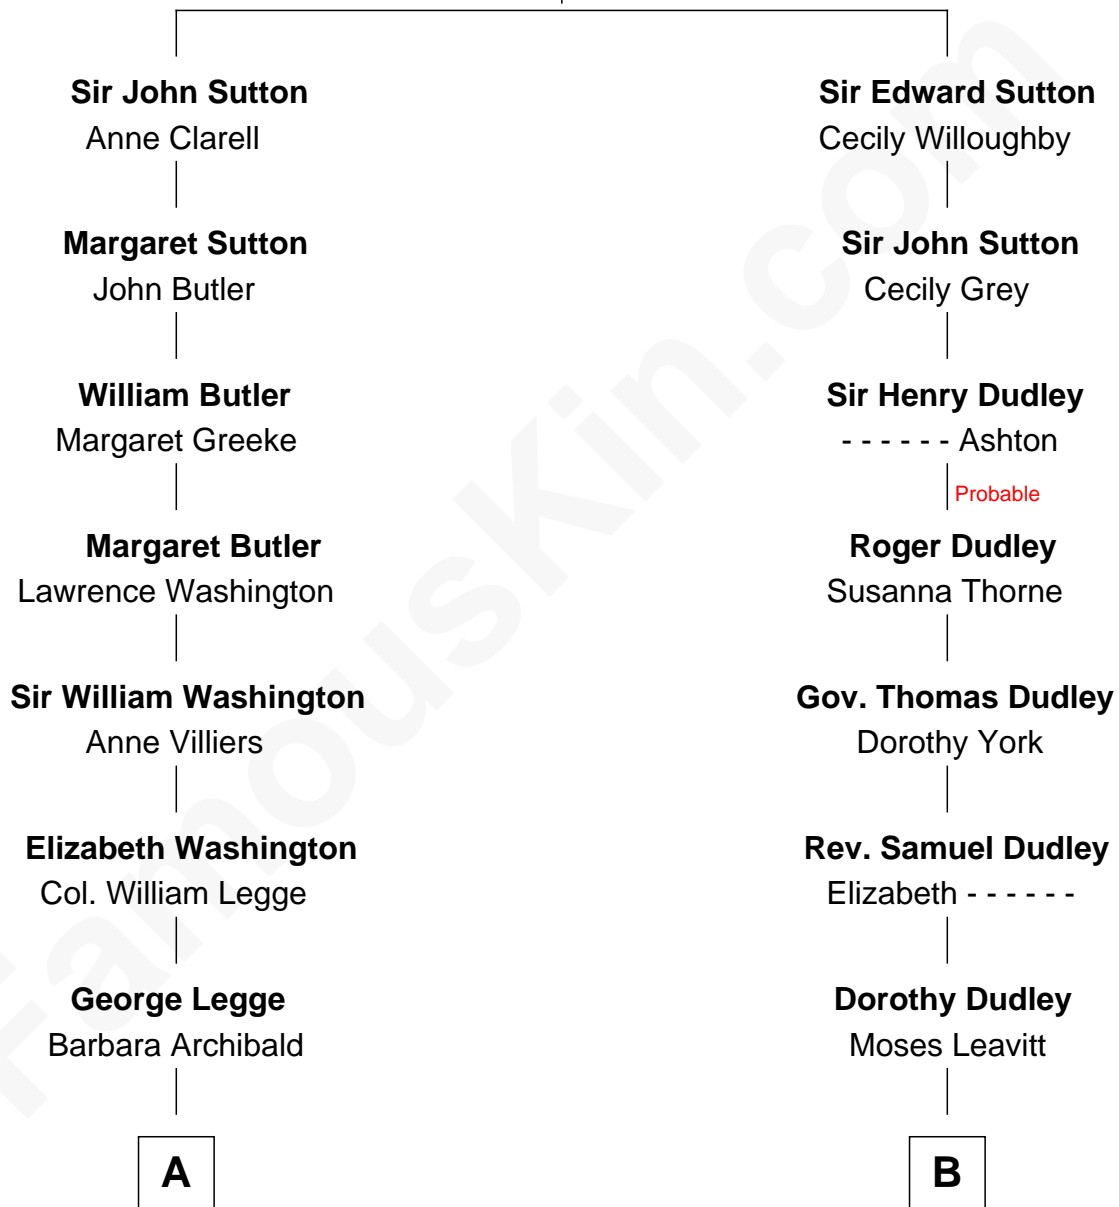 Sir John Sutton
Anne Clarell
Margaret Sutton
John Butler
William Butler
Margaret Greeke
Margaret Butler
Lawrence Washington
Sir William Washington
Anne Villiers
Elizabeth Washington
Col. William Legge
George Legge
Barbara Archibald
A
Sir Edward Sutton
Cecily Willoughby
Sir John Sutton
Cecily Grey
Sir Henry Dudley
- - - - - - Ashton
Probable
Roger Dudley
Susanna Thorne
Gov. Thomas Dudley
Dorothy York
Rev. Samuel Dudley
Elizabeth - - - - - -
Dorothy Dudley
Moses Leavitt
B
FamousKin.com